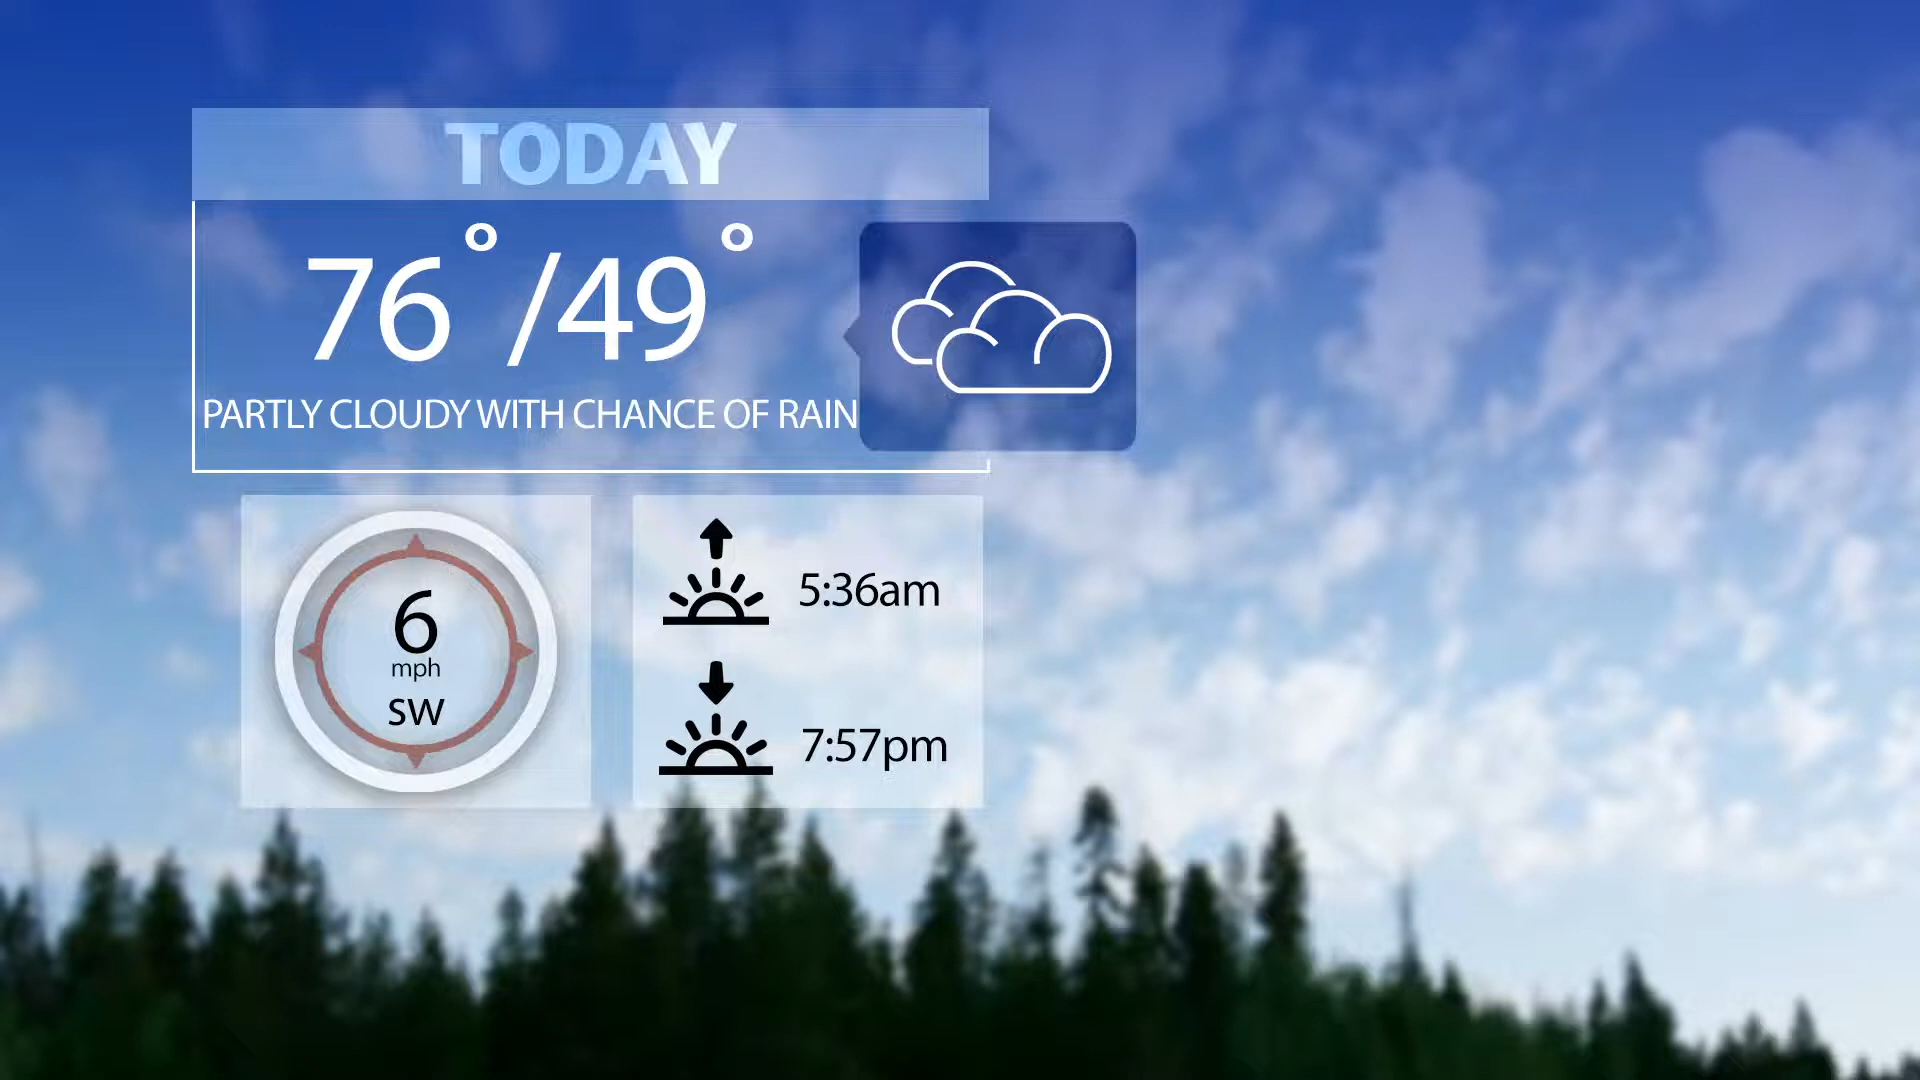 TODAY
76°/49°
PARTLY CLOUDY WITH CHANCE OF RAIN
6
mph
SW
5:36am
7:57pm